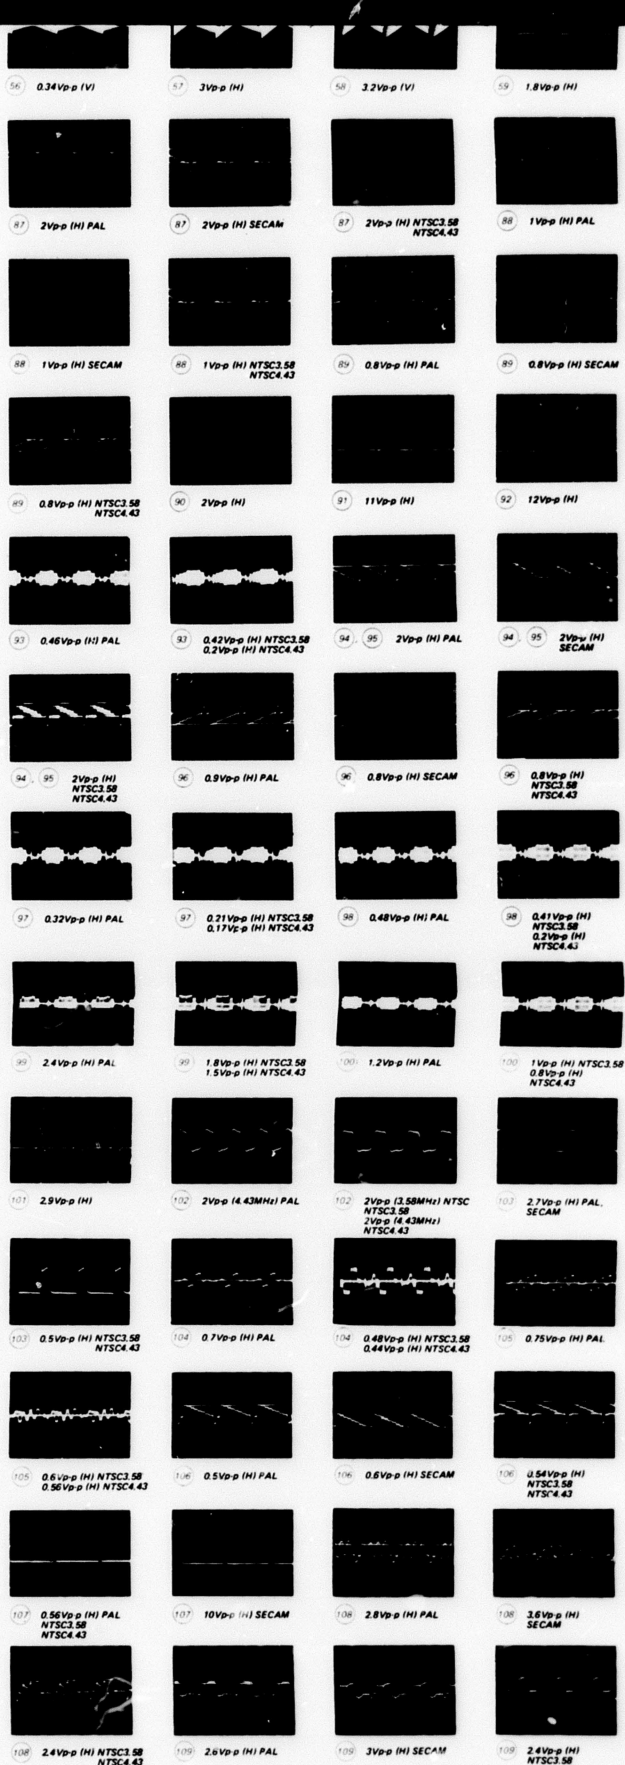 56 0.34Vp-p (V)
57 3Vp-p (H)
58 3.2Vp-p (V)
59 1.8Vp-p (H)
87 2Vp-p (H) PAL
87 2Vp-p (H) SECAM
87 2Vp-p (H) NTSC3.58
NTSC4.43
88 1Vp-p (H) PAL
88 1Vp-p (H) SECAM
88 1Vp-p (H) NTSC3.58
NTSC4.43
89 0.8Vp-p (H) PAL
89 0.8Vp-p (H) SECAM
89 0.8Vp-p (H) NTSC3.58
NTSC4.43
90 2Vp-p (H)
91 11Vp-p (H)
92 12Vp-p (H)
93 0.46Vp-p (H) PAL
93 0.42Vp-p (H) NTSC3.58
0.2Vp-p (H) NTSC4.43
94, 95 2Vp-p (H) PAL
94, 95 2Vp-p (H)
SECAM
94, 95 2Vp-p (H)
NTSC3.58
NTSC4.43
96 0.9Vp-p (H) PAL
96 0.8Vp-p (H) SECAM
96 0.8Vp-p (H)
NTSC3.58
NTSC4.43
97 0.32Vp-p (H) PAL
97 0.21Vp-p (H) NTSC3.58
0.17Vp-p (H) NTSC4.43
98 0.48Vp-p (H) PAL
98 0.41Vp-p (H)
NTSC3.58
0.2Vp-p (H)
NTSC4.43
99 2.4Vp-p (H) PAL
99 1.8Vp-p (H) NTSC3.58
1.5Vp-p (H) NTSC4.43
100 1.2Vp-p (H) PAL
100 1Vp-p (H) NTSC3.58
0.8Vp-p (H)
NTSC4.43
101 2.9Vp-p (H)
102 2Vp-p (4.43MHz) PAL
102 2Vp-p (3.58MHz) NTSC
NTSC3.58
2Vp-p (4.43MHz)
NTSC4.43
103 2.7Vp-p (H) PAL,
SECAM
103 0.5Vp-p (H) NTSC3.58
NTSC4.43
104 0.7Vp-p (H) PAL
104 0.48Vp-p (H) NTSC3.58
0.44Vp-p (H) NTSC4.43
105 0.75Vp-p (H) PAL
105 0.6Vp-p (H) NTSC3.58
0.56Vp-p (H) NTSC4.43
106 0.5Vp-p (H) PAL
106 0.6Vp-p (H) SECAM
106 0.54Vp-p (H)
NTSC3.58
NTSC4.43
107 0.56Vp-p (H) PAL
NTSC3.58
NTSC4.43
107 10Vp-p (H) SECAM
108 2.8Vp-p (H) PAL
108 3.6Vp-p (H)
SECAM
108 2.4Vp-p (H) NTSC3.58
NTSC4.43
109 2.6Vp-p (H) PAL
109 3Vp-p (H) SECAM
109 2.4Vp-p (H)
NTSC3.58